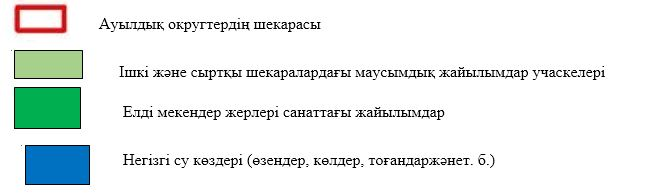 Ауылдық округтердің шекарасы
Ішкі және сыртқы шекаралардағы маусымдық жайылымдар учаскелері
Елді мекендер жерлері санаттағы жайылымдар
Негізгі су көздері (өзендер, көлдер, тоғандаржәнет. б.)